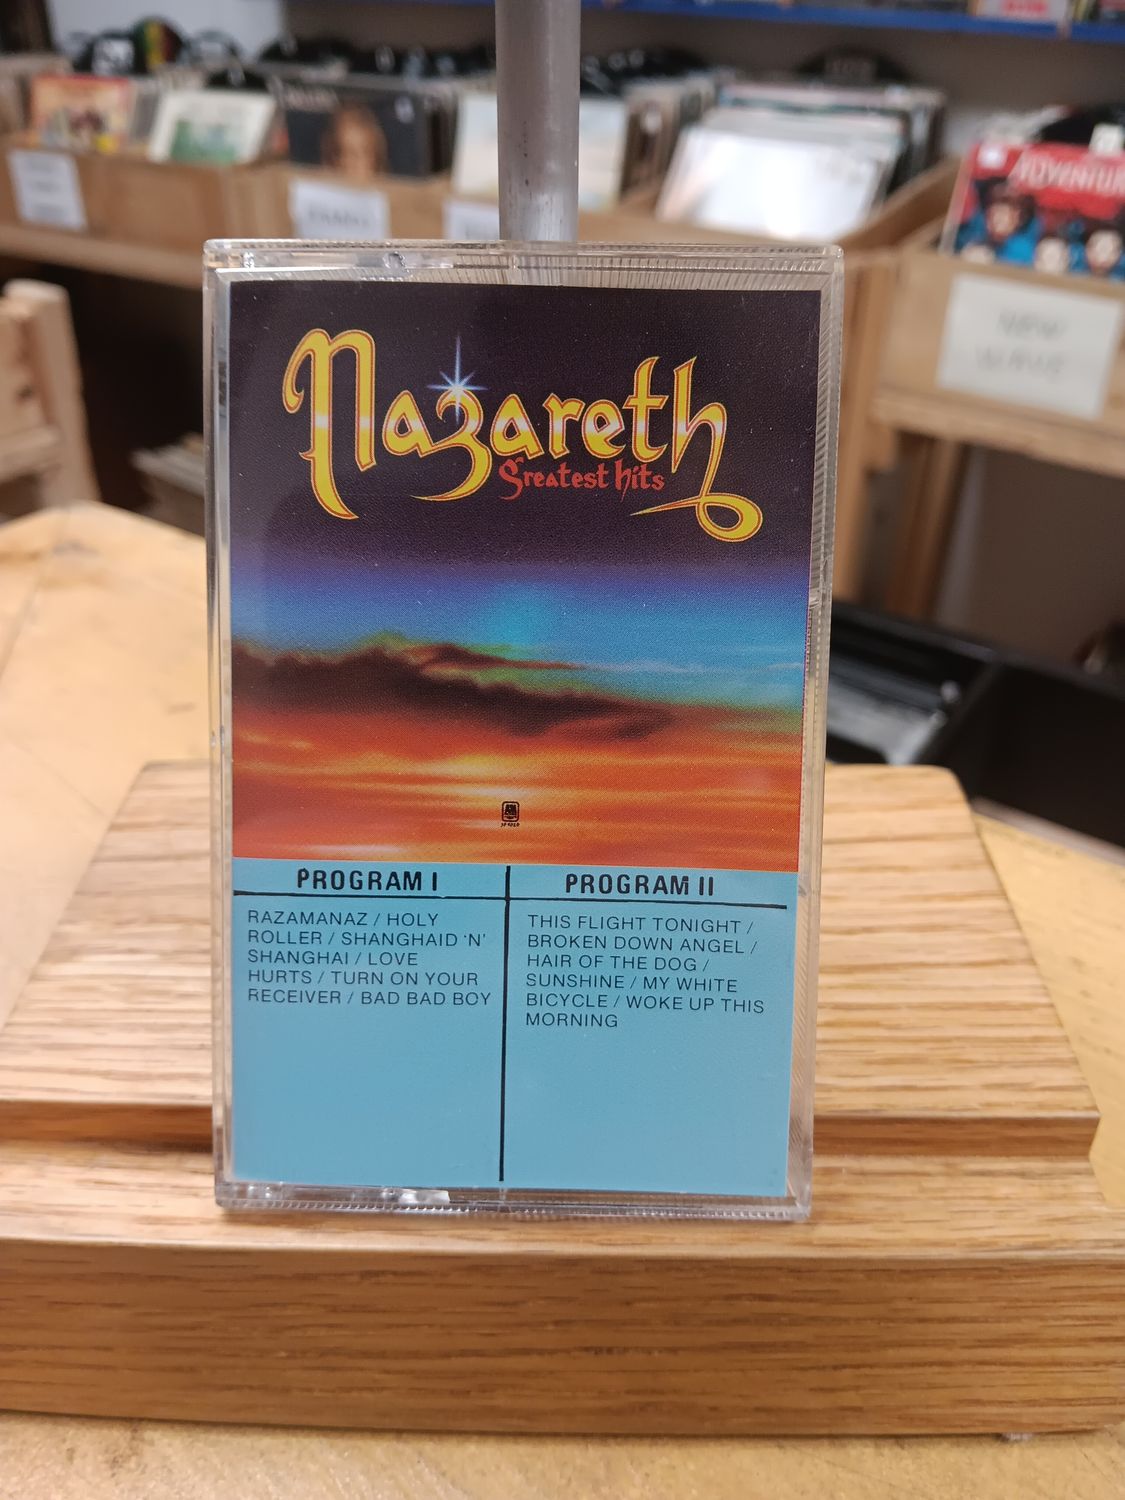 Nazareth
Greatest hits
PROGRAM I
RAZAMANAZ / HOLY
ROLLER / SHANGHAID 'N'
SHANGHAI / LOVE
HURTS / TURN ON YOUR
RECEIVER / BAD BAD BOY
PROGRAM II
THIS FLIGHT TONIGHT /
BROKEN DOWN ANGEL /
HAIR OF THE DOG /
SUNSHINE / MY WHITE
BICYCLE / WOKE UP THIS
MORNING
NEW
WAVE